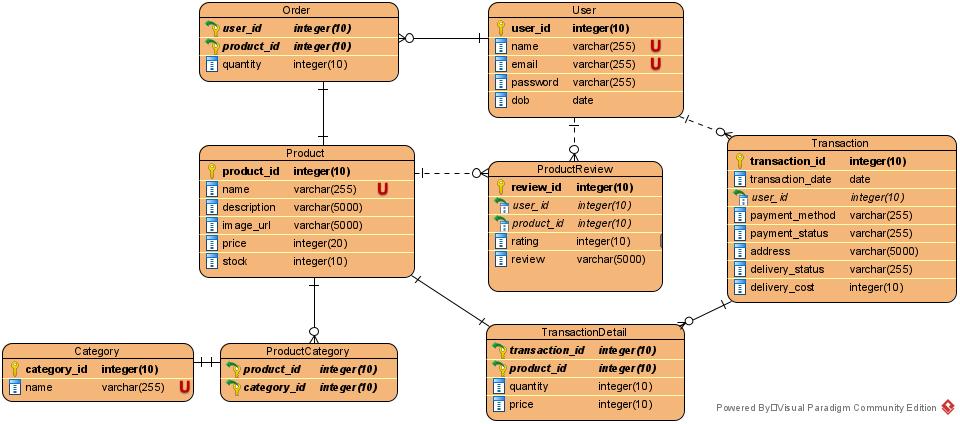 Order
user_id integer(10)
product_id integer(10)
quantity integer(10)
User
user_id integer(10)
name varchar(255) U
email varchar(255) U
password varchar(255)
dob date
Product
product_id integer(10)
name varchar(255) U
description varchar(5000)
image_url varchar(5000)
price integer(20)
stock integer(10)
ProductReview
review_id integer(10)
user_id integer(10)
product_id integer(10)
rating integer(10)
review varchar(5000)
Transaction
transaction_id integer(10)
transaction_date date
user_id integer(10)
payment_method varchar(255)
payment_status varchar(255)
address varchar(5000)
delivery_status varchar(255)
delivery_cost integer(10)
Category
category_id integer(10)
name varchar(255) U
ProductCategory
product_id integer(10)
category_id integer(10)
TransactionDetail
transaction_id integer(10)
product_id integer(10)
quantity integer(10)
price integer(10)
Powered By▯Visual Paradigm Community Edition